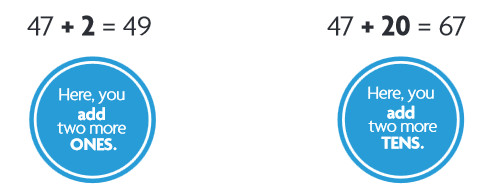 47 + 2 = 49
Here, you
add
two more
ONES.
47 + 20 = 67
Here, you
add
two more
TENS.